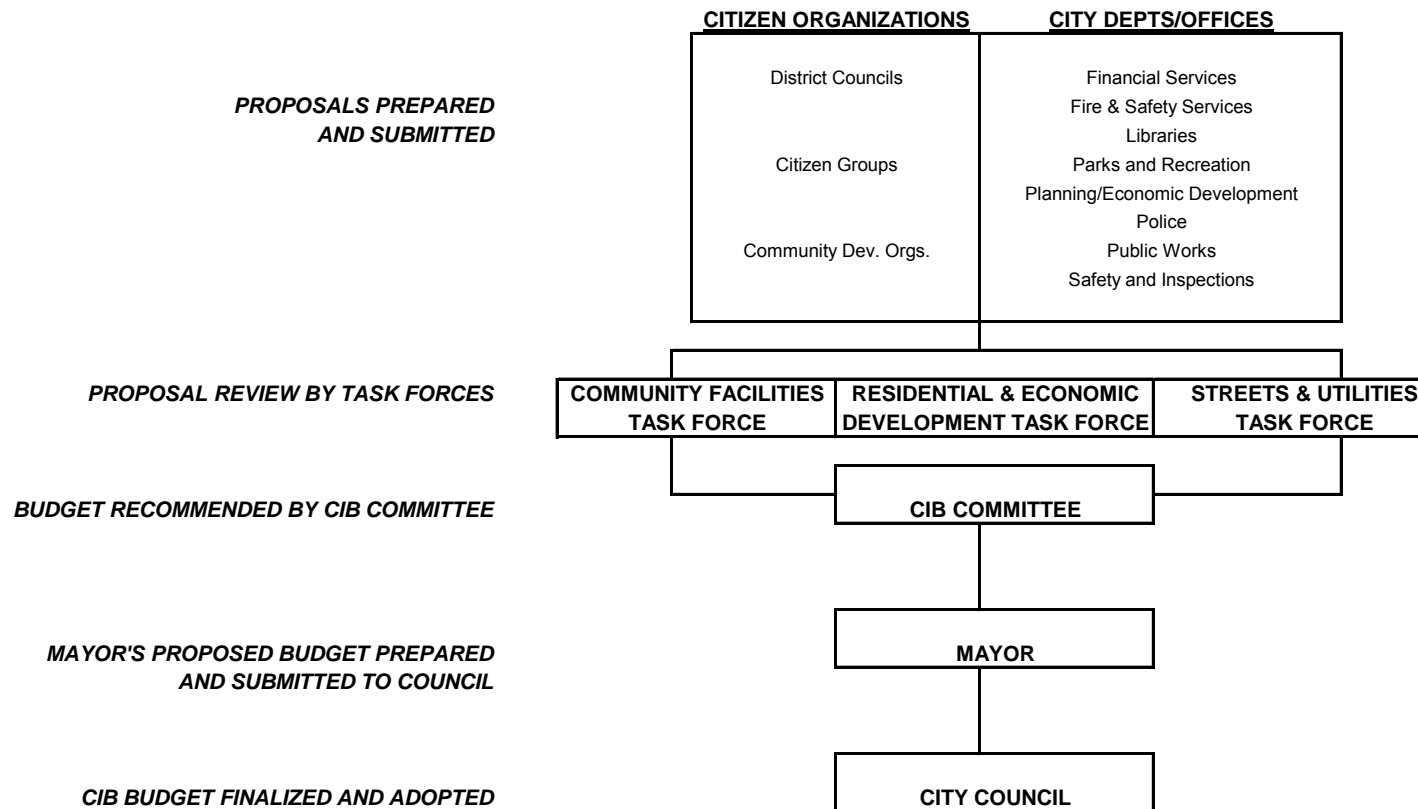 CITIZEN ORGANIZATIONS
CITY DEPTS/OFFICES
PROPOSALS PREPARED
AND SUBMITTED
District Councils
Citizen Groups
Community Dev. Orgs.
Financial Services
Fire & Safety Services
Libraries
Parks and Recreation
Planning/Economic Development
Police
Public Works
Safety and Inspections
PROPOSAL REVIEW BY TASK FORCES
COMMUNITY FACILITIES
TASK FORCE
RESIDENTIAL & ECONOMIC
DEVELOPMENT TASK FORCE
STREETS & UTILITIES
TASK FORCE
BUDGET RECOMMENDED BY CIB COMMITTEE
CIB COMMITTEE
MAYOR'S PROPOSED BUDGET PREPARED
AND SUBMITTED TO COUNCIL
MAYOR
CIB BUDGET FINALIZED AND ADOPTED
CITY COUNCIL